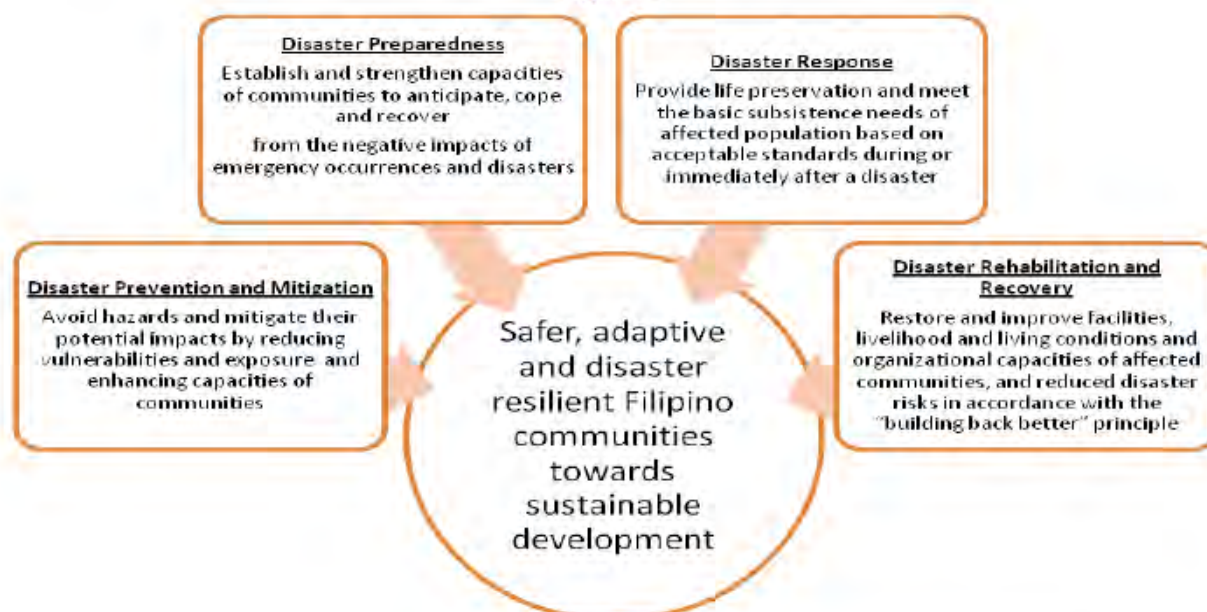 Disaster Preparedness
Establish and strengthen capacities
of communities to anticipate, cope
and recover
from the negative impacts of
emergency occurrences and disasters
Disaster Response
Provide life preservation and meet
the basic subsistence needs of
affected population based on
acceptable standards during or
immediately after a disaster
Disaster Prevention and Mitigation
Avoid hazards and mitigate their
potential impacts by reducing
vulnerabilities and exposure and
enhancing capacities of
communities
Disaster Rehabilitation and
Recovery
Restore and improve facilities,
livelihood and living conditions and
organizational capacities of affected
communities, and reduced disaster
risks in accordance with the
"building back better" principle
Safer, adaptive
and disaster
resilient Filipino
communities
towards
sustainable
development